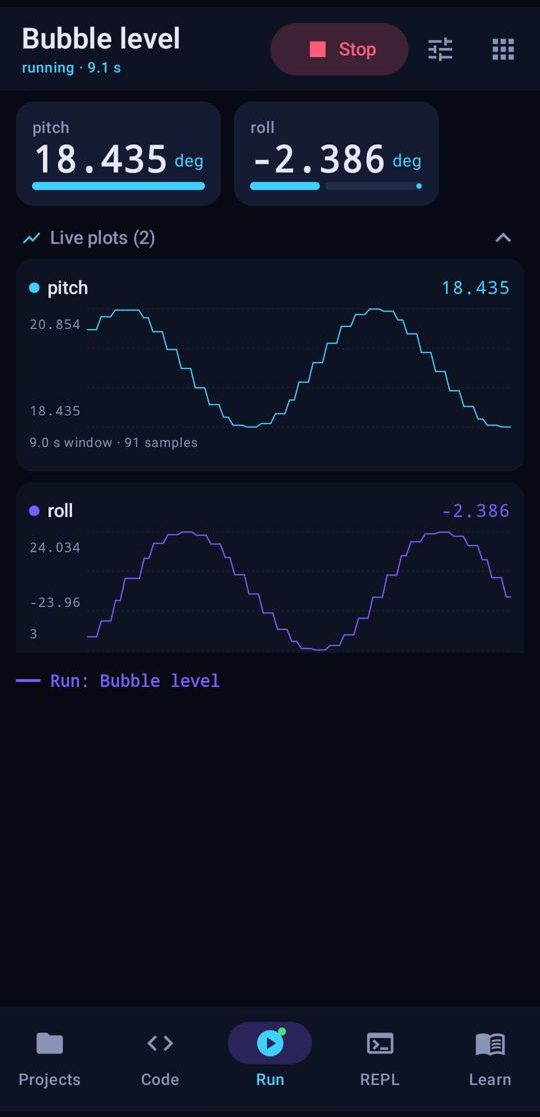 Bubble level
running · 9.1 s
Stop
pitch
18.435 deg
roll
-2.386 deg
Live plots (2)
pitch
18.435
20.854
18.435
9.0 s window · 91 samples
roll
-2.386
24.034
-23.96
3
Run: Bubble level
Projects
Code
Run
REPL
Learn